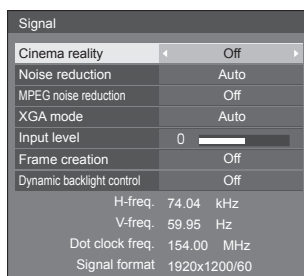 Signal
Cinema reality Off
Noise reduction Auto
MPEG noise reduction Off
XGA mode Auto
Input level 0
Frame creation Off
Dynamic backlight control Off
H-freq. 74.04 kHz
V-freq. 59.95 Hz
Dot clock freq. 154.00 MHz
Signal format 1920x1200/60